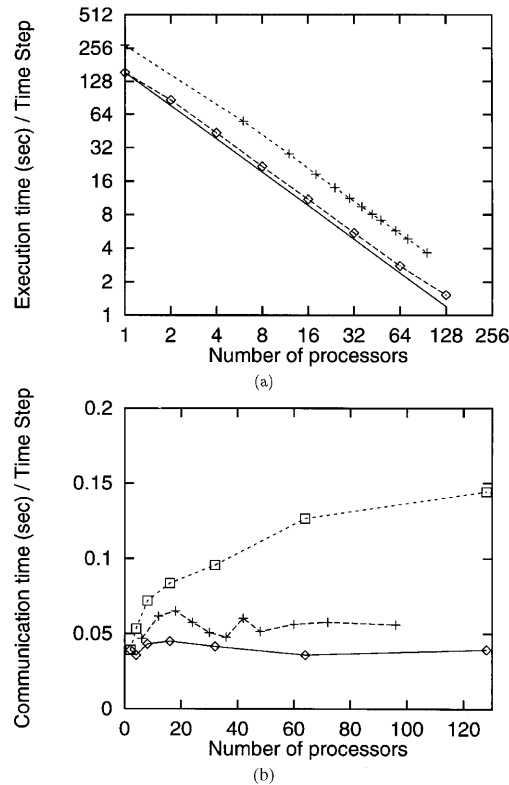 512
256
128
64
32
16
8
4
2
1
Execution time (sec) / Time Step
1 2 4 8 16 32 64 128 256
Number of processors
(a)
0.2
0.15
0.1
0.05
0
Communication time (sec) / Time Step
0 20 40 60 80 100 120
Number of processors
(b)